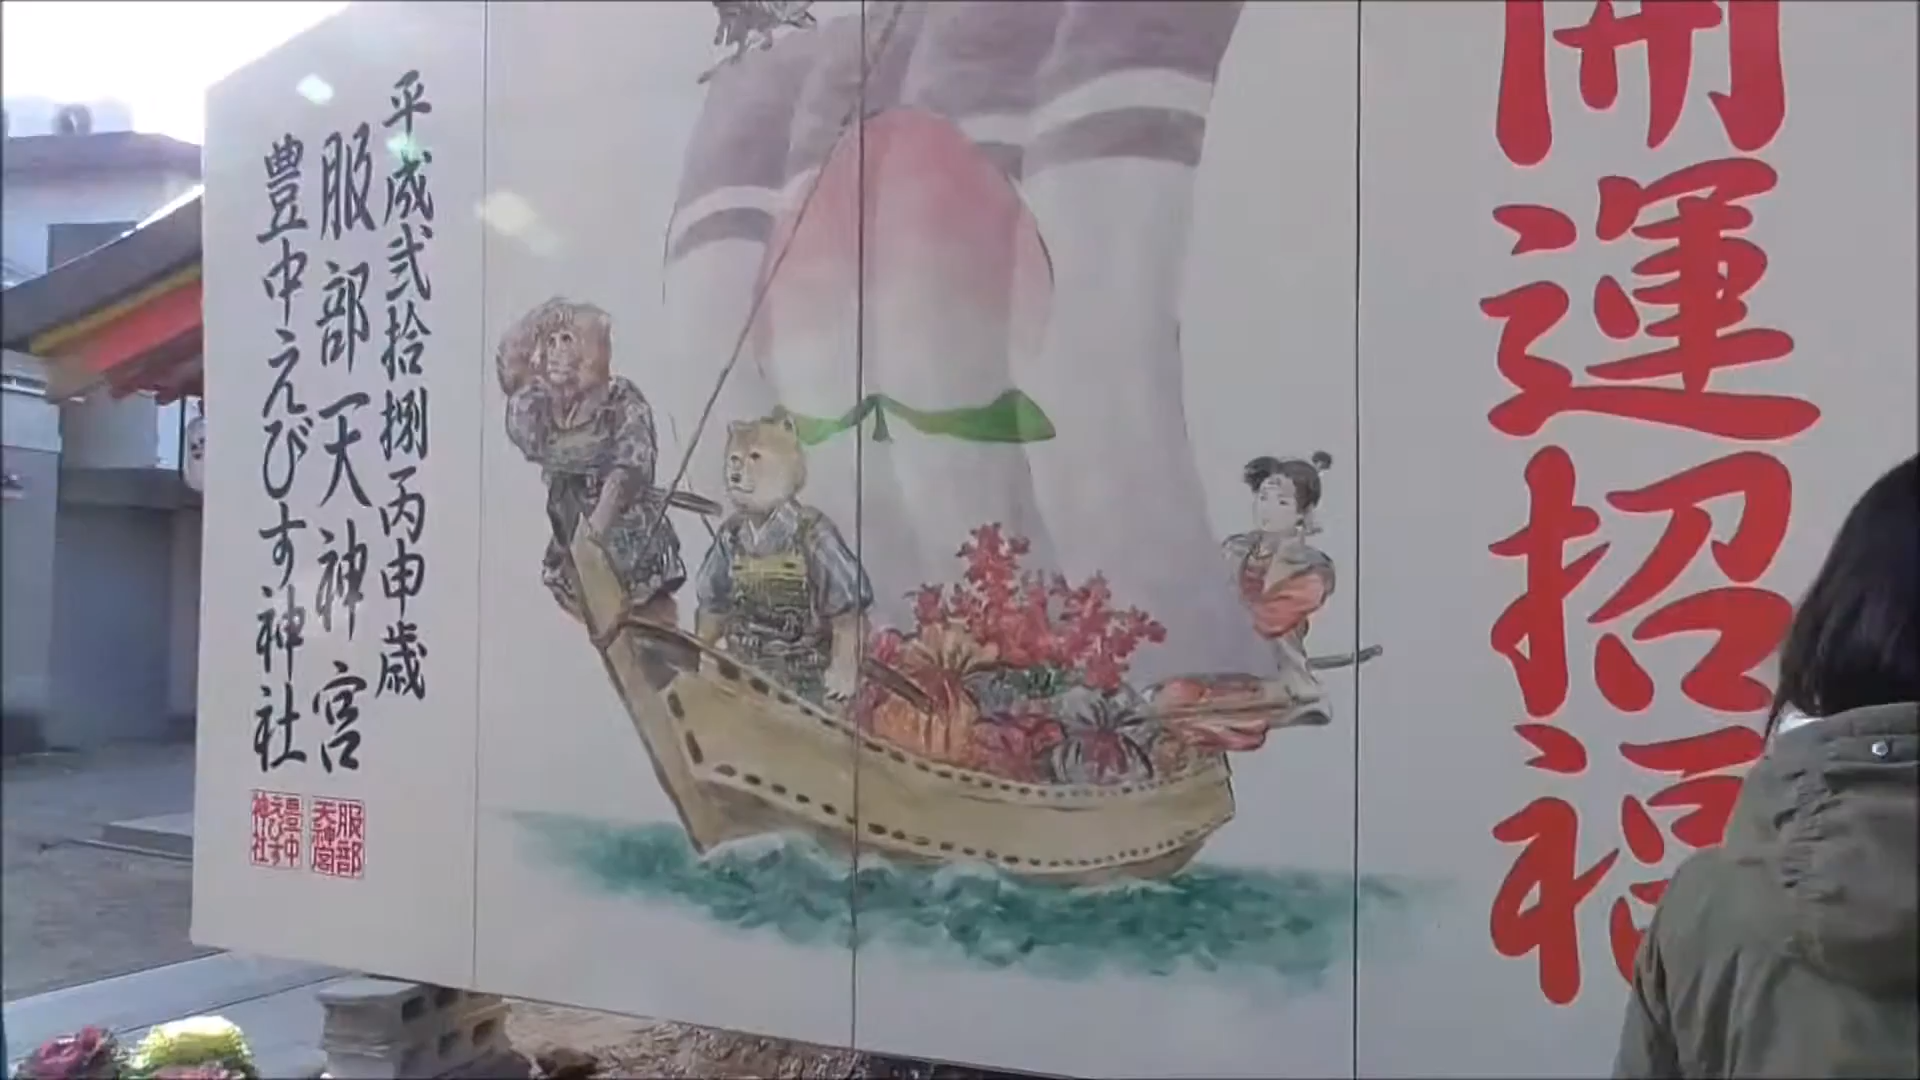 開運招福
平成弐拾捌丙申歳
服部天神宮
豊中えびす神社
服部
天神宮
豊中
えびす
神社